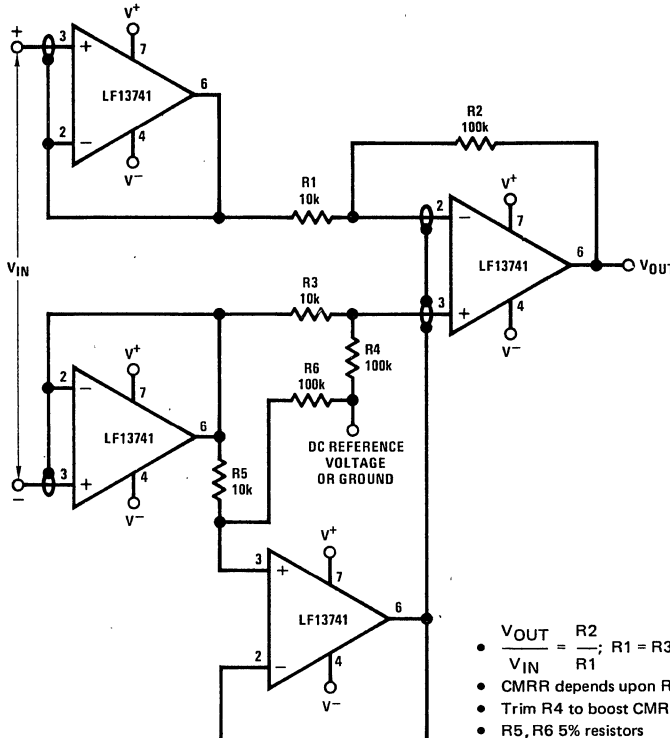 +
V+
3
+
7
6
LF13741
R2
100k
2
−
4
V−
R1
10k
V+
2
−
7
6
VIN
LF13741
VOUT
R3
10k
3
+
4
V−
V+
R4
100k
R6
100k
2
−
7
6
LF13741
DC REFERENCE
VOLTAGE
OR GROUND
R5
10k
3
+
4
−
V−
V+
3
+
7
6
LF13741
2
−
4
V−
• VOUT/VIN = R2/R1; R1 = R3
• CMRR depends upon
• Trim R4 to boost
• R5, R6 5% resistors